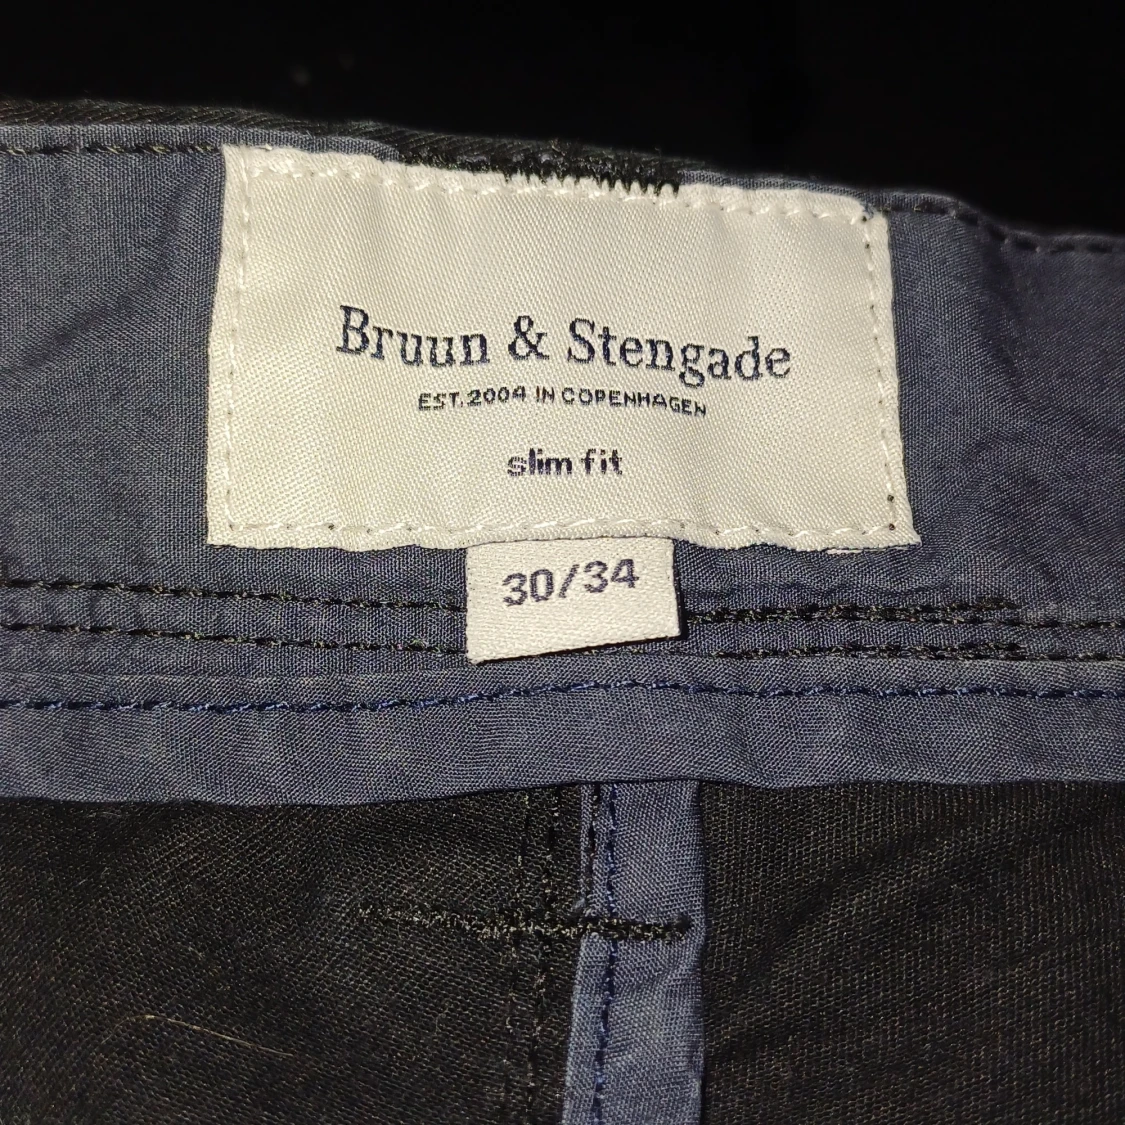 Bruun & Stengade
EST. 2004 IN COPENHAGEN
slim fit
30/34